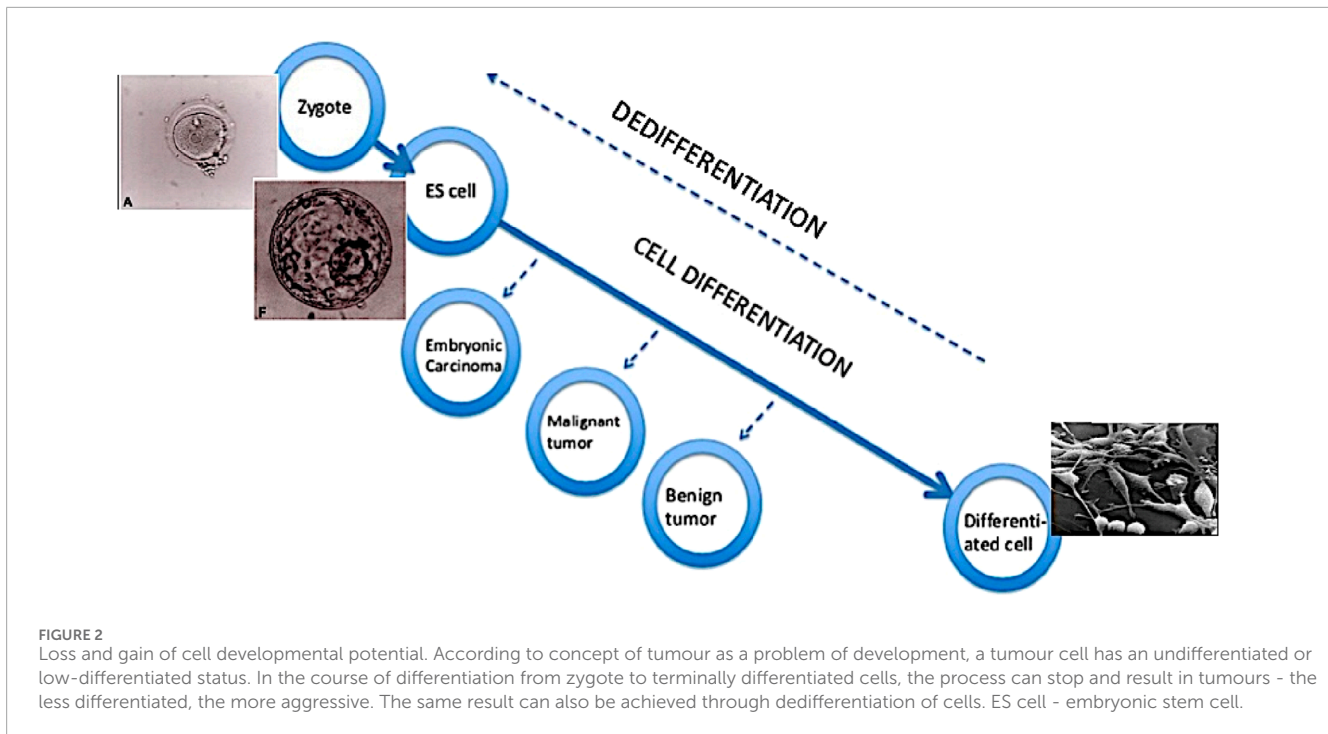 Zygote
A
ES cell
F
DEDIFFERENTIATION
CELL DIFFERENTIATION
Embryonic
Carcinoma
Malignant
tumor
Benign
tumor
Differenti-
ated cell
FIGURE 2
Loss and gain of cell developmental potential. According to concept of tumour as a problem of development, a tumour cell has an undifferentiated or
low-differentiated status. In the course of differentiation from zygote to terminally differentiated cells, the process can stop and result in tumours - the
less differentiated, the more aggressive. The same result can also be achieved through dedifferentiation of cells. ES cell - embryonic stem cell.